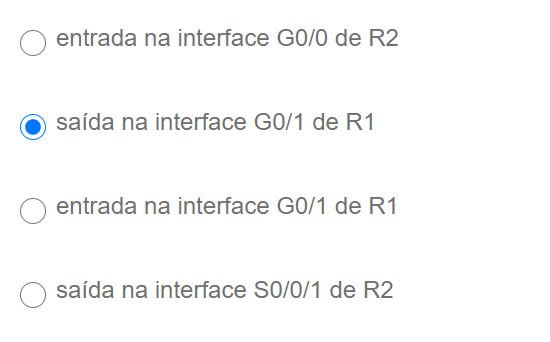 entrada na interface G0/0 de R2
saída na interface G0/1 de R1
entrada na interface G0/1 de R1
saída na interface S0/0/1 de R2